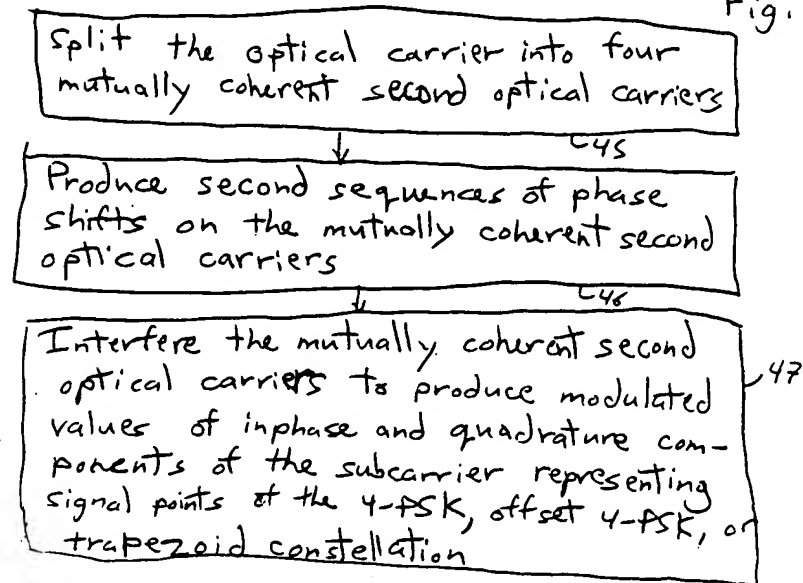 Fig.
Split the optical carrier into four
mutually coherent second optical carriers
45
Produce second sequences of phase
shifts on the mutually coherent second
optical carriers
46
Interfere the mutually coherent second
optical carriers to produce modulated
values of inphase and quadrature com-
ponents of the subcarrier representing
signal points of the 4-PSK, offset 4-PSK, or
trapezoid constellation
47